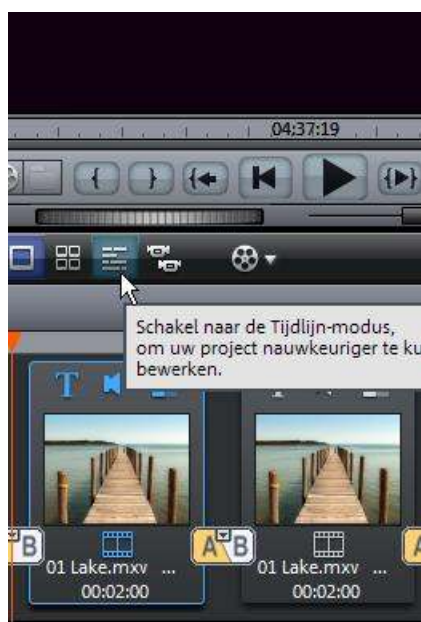 04:37:19
Schakel naar de Tijdlijn-modus,
om uw project nauwkeuriger te
bewerken.
T
B
A B
A
01 Lake.mxv ...
01 Lake.mxv ...
00:02:00
00:02:00